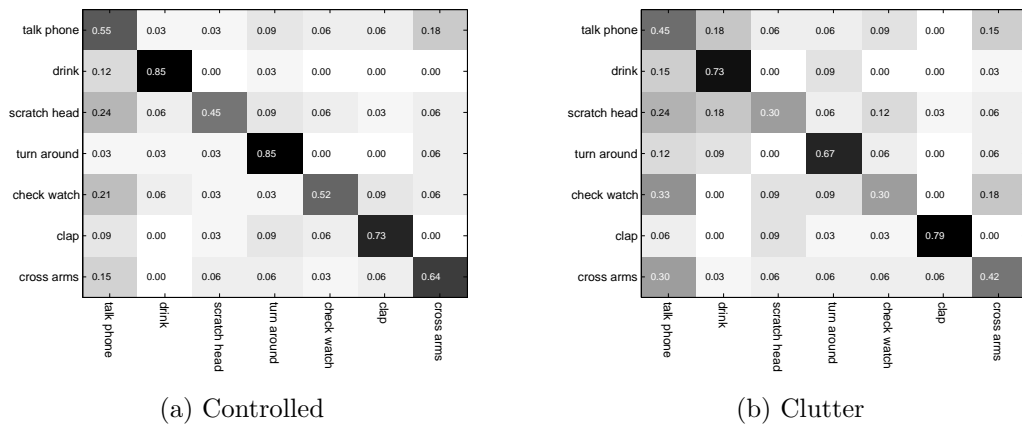 talk phone 0.55 0.03 0.03 0.09 0.06 0.06 0.18
drink 0.12 0.85 0.00 0.03 0.00 0.00 0.00
scratch head 0.24 0.06 0.45 0.09 0.06 0.03 0.06
turn around 0.03 0.03 0.03 0.85 0.00 0.00 0.06
check watch 0.21 0.06 0.03 0.03 0.52 0.09 0.06
clap 0.09 0.00 0.03 0.09 0.06 0.73 0.00
cross arms 0.15 0.00 0.06 0.06 0.03 0.06 0.64
talk phone drink scratch head turn around check watch clap cross arms
(a) Controlled
talk phone 0.45 0.18 0.06 0.06 0.09 0.00 0.15
drink 0.15 0.73 0.00 0.09 0.00 0.00 0.03
scratch head 0.24 0.18 0.30 0.06 0.12 0.03 0.06
turn around 0.12 0.09 0.00 0.67 0.06 0.00 0.06
check watch 0.33 0.00 0.09 0.09 0.30 0.00 0.18
clap 0.06 0.00 0.09 0.03 0.03 0.79 0.00
cross arms 0.30 0.03 0.06 0.06 0.06 0.06 0.42
talk phone drink scratch head turn around check watch clap cross arms
(b) Clutter